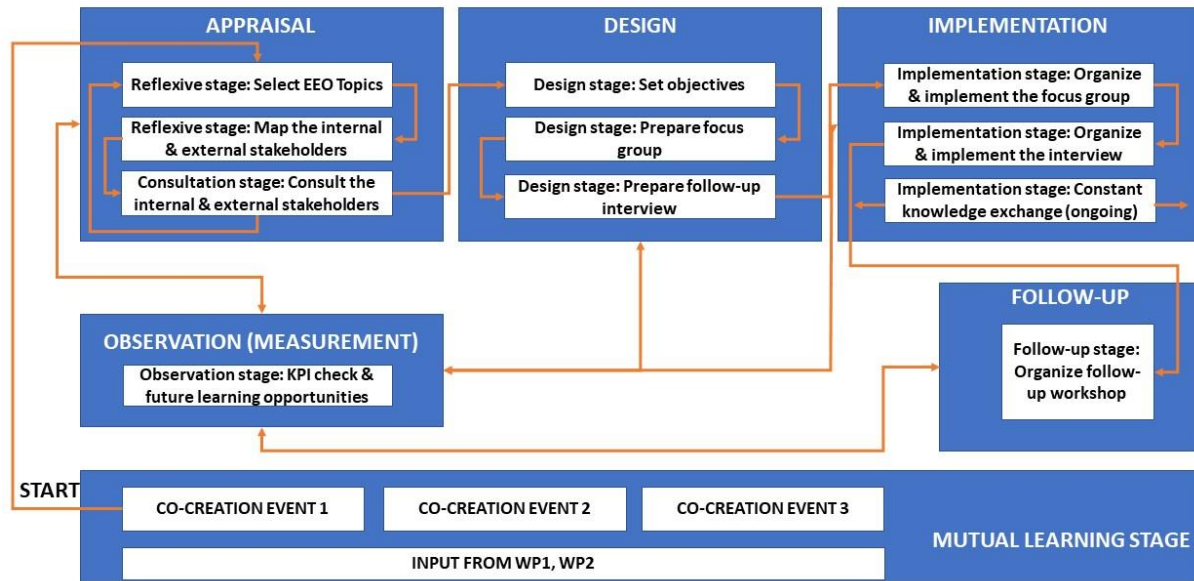 APPRAISAL
Reflexive stage: Select EEO Topics
Reflexive stage: Map the internal
& external stakeholders
Consultation stage: Consult the
internal & external stakeholders
DESIGN
Design stage: Set objectives
Design stage: Prepare focus
group
Design stage: Prepare follow-up
interview
IMPLEMENTATION
Implementation stage: Organize
& implement the focus group
Implementation stage: Organize
& implement the interview
Implementation stage: Constant
knowledge exchange (ongoing)
OBSERVATION (MEASUREMENT)
Observation stage: KPI check &
future learning opportunities
FOLLOW-UP
Follow-up stage:
Organize follow-
up workshop
START
CO-CREATION EVENT 1
CO-CREATION EVENT 2
CO-CREATION EVENT 3
MUTUAL LEARNING STAGE
INPUT FROM WP1, WP2